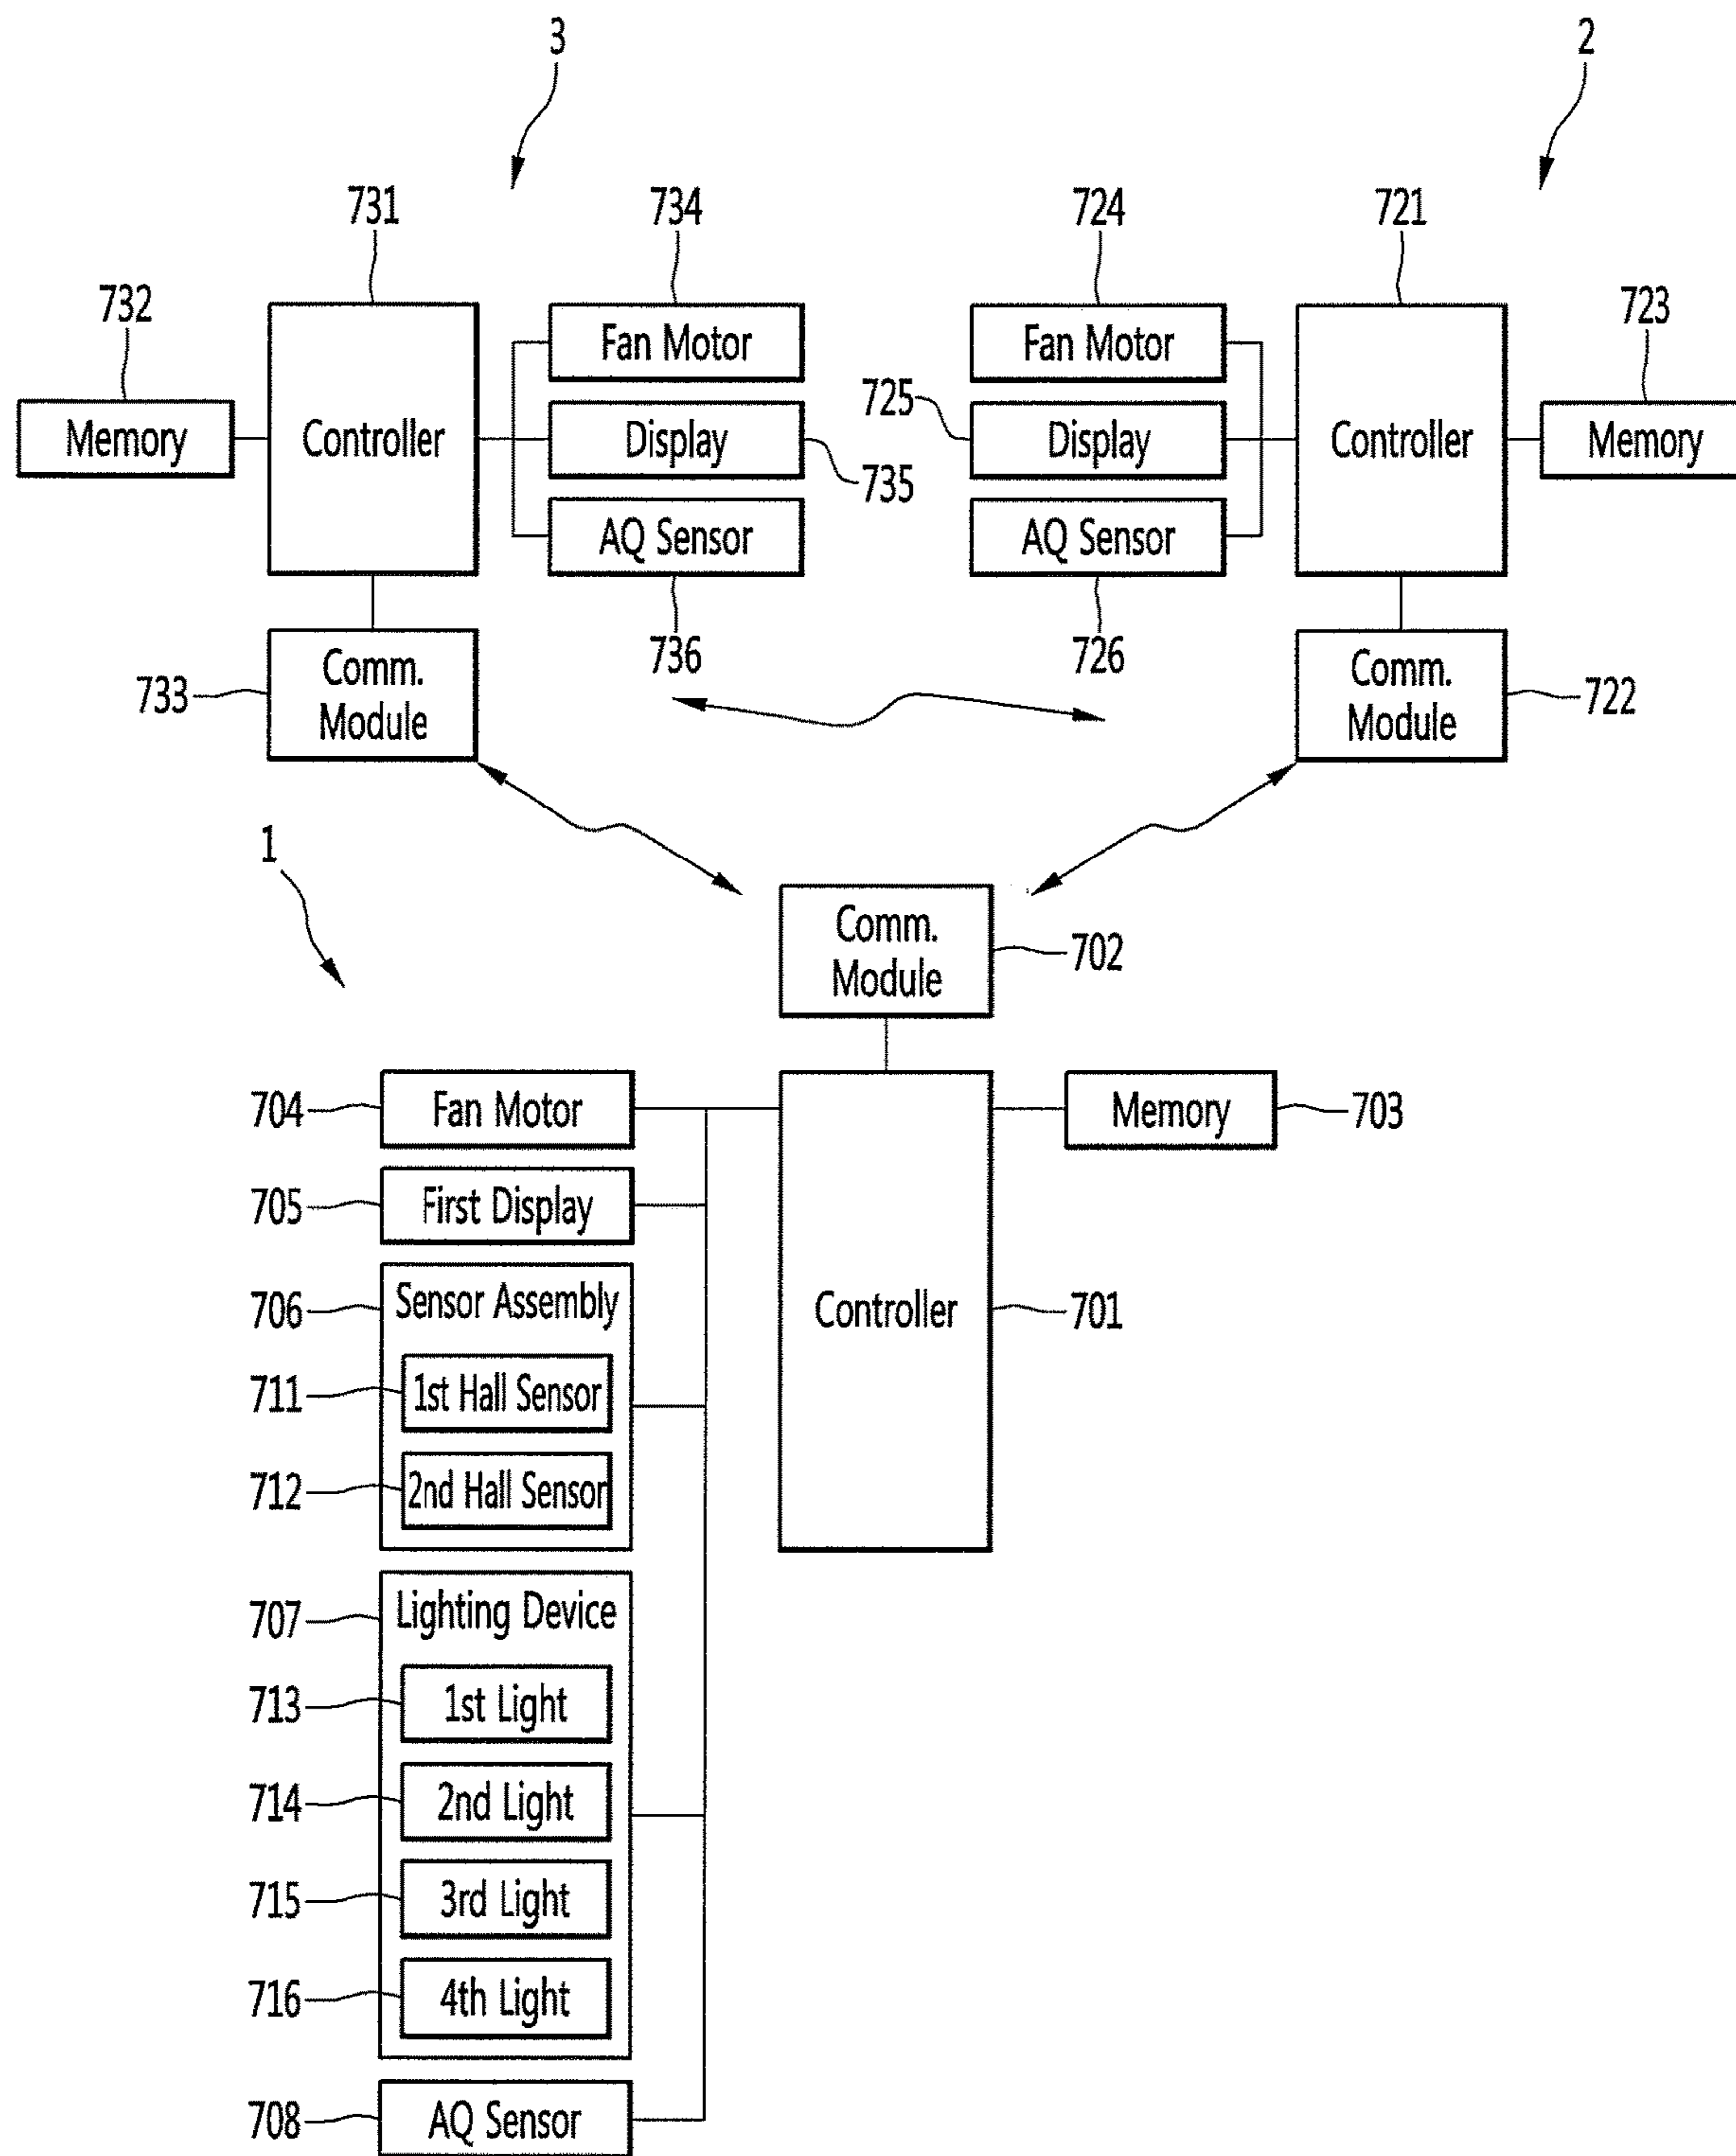 3
2
731
734
724
721
732
723
Fan Motor
Fan Motor
725
Memory
Controller
Display
Display
Controller
Memory
735
AQ Sensor
AQ Sensor
736
726
733
Comm.
Module
Comm.
Module
722
1
Comm.
Module
702
704
Fan Motor
Memory
703
705
First Display
706
Sensor Assembly
Controller
701
711
1st Hall Sensor
712
2nd Hall Sensor
707
Lighting Device
713
1st Light
714
2nd Light
715
3rd Light
716
4th Light
708
AQ Sensor